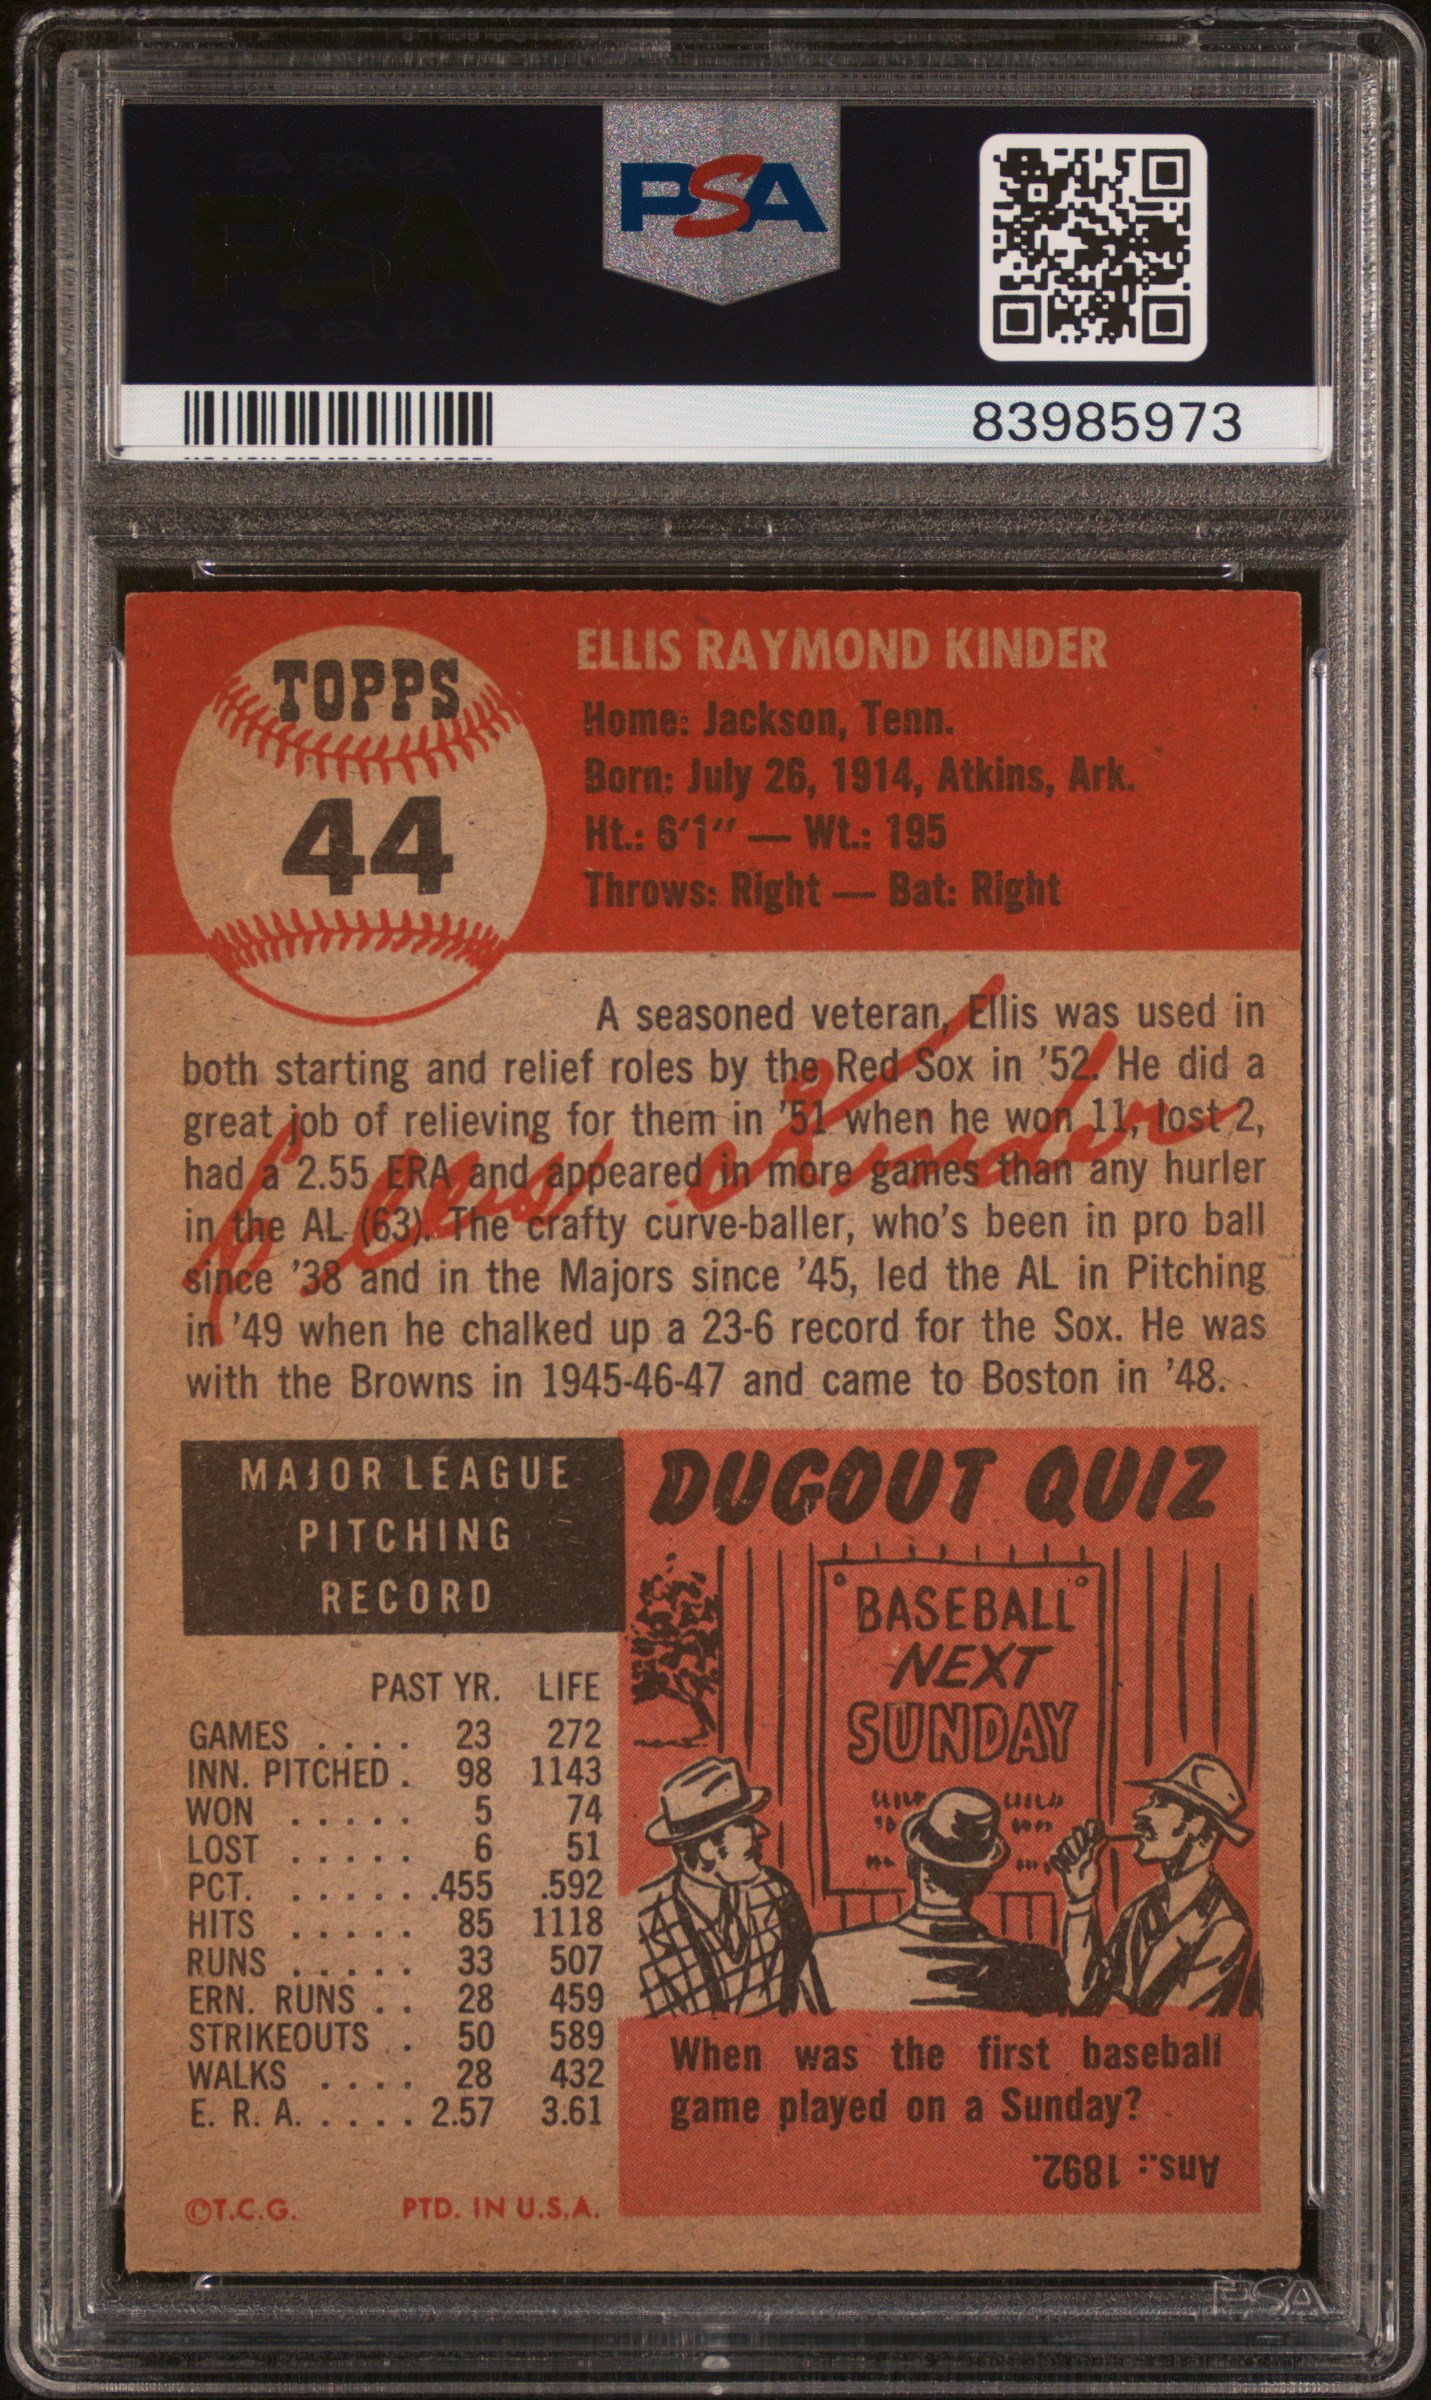 PSA
83985973
TOPPS
44
ELLIS RAYMOND KINDER
Home: Jackson, Tenn.
Born: July 26, 1914, Atkins, Ark.
Ht.: 6'1" — Wt.: 195
Throws: Right — Bat: Right
A seasoned veteran, Ellis was used in
both starting and relief roles by the Red Sox in '52. He did a
great job of relieving for them in '51 when he won 11, lost 2,
had a 2.55 ERA and appeared in more games than any hurler
in the AL (63). The crafty curve-baller, who's been in pro ball
since '38 and in the Majors since '45, led the AL in Pitching
in '49 when he chalked up a 23-6 record for the Sox. He was
with the Browns in 1945-46-47 and came to Boston in '48.
Ellis Kinder
MAJOR LEAGUE
PITCHING
RECORD
PAST YR. LIFE
GAMES .... 23 272
INN. PITCHED . 98 1143
WON ..... 5 74
LOST ..... 6 51
PCT. ...... .455 .592
HITS ..... 85 1118
RUNS ..... 33 507
ERN. RUNS .. 28 459
STRIKEOUTS .. 50 589
WALKS .... 28 432
E. R. A. ..... 2.57 3.61
©T.C.G. PTD. IN U.S.A.
DUGOUT QUIZ
BASEBALL
NEXT
SUNDAY
When was the first baseball
game played on a Sunday?
Ans.: 1892.
PSA